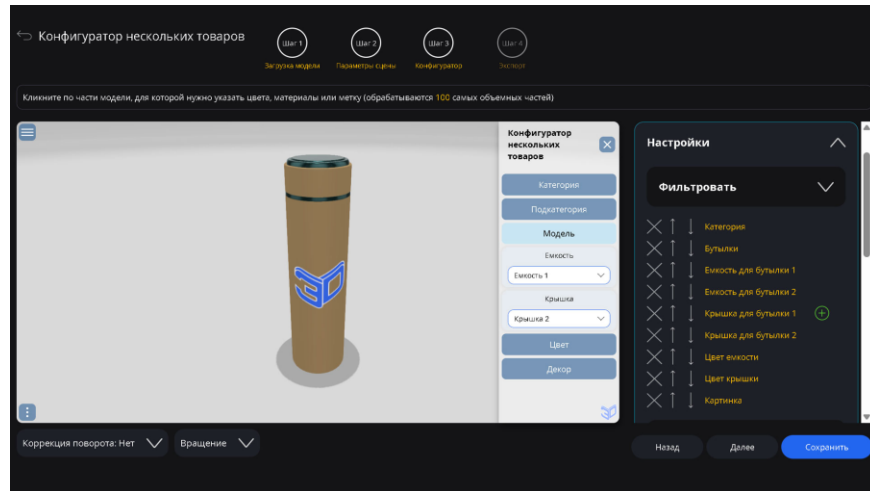 Конфигуратор нескольких товаров
Шаг 1
Загрузка модели
Шаг 2
Параметры сцены
Шаг 3
Конфигуратор
Шаг 4
Экспорт
Кликните по части модели, для которой нужно указать цвета, материалы или метку (обрабатываются 100 самых объемных частей)
3D
Конфигуратор
нескольких
товаров
Категория
Подкатегория
Модель
Емкость
Емкость 1
Крышка
Крышка 2
Цвет
Декор
3D
Настройки
Фильтровать
Категория
Бутылки
Емкость для бутылки 1
Емкость для бутылки 2
Крышка для бутылки 1
Крышка для бутылки 2
Цвет емкости
Цвет крышки
Картинка
Коррекция поворота: Нет
Вращение
Назад
Далее
Сохранить